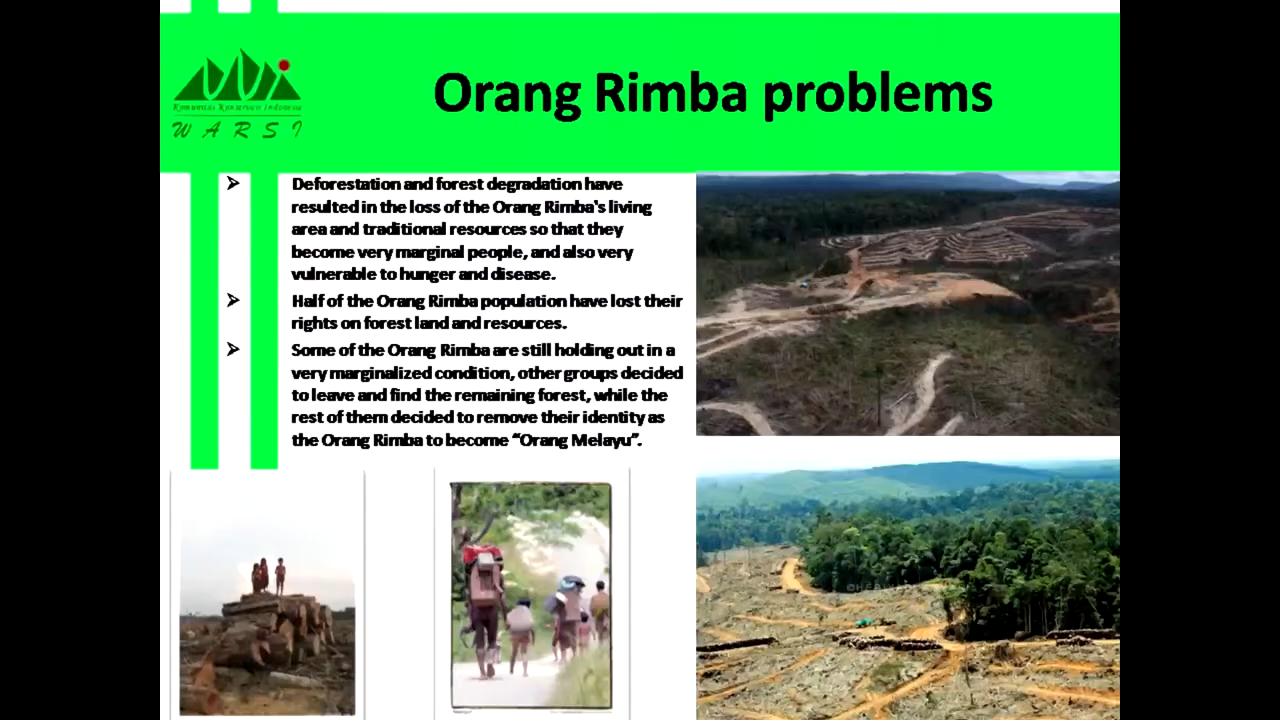 Komunitas Konservasi Indonesia
WARSI
Orang Rimba problems
Deforestation and forest degradation have
resulted in the loss of the Orang Rimba's living
area and traditional resources so that they
become very marginal people, and also very
vulnerable to hunger and disease.
Half of the Orang Rimba population have lost their
rights on forest land and resources.
Some of the Orang Rimba are still holding out in a
very marginalized condition, other groups decided
to leave and find the remaining forest, while the
rest of them decided to remove their identity as
the Orang Rimba to become “Orang Melayu”.